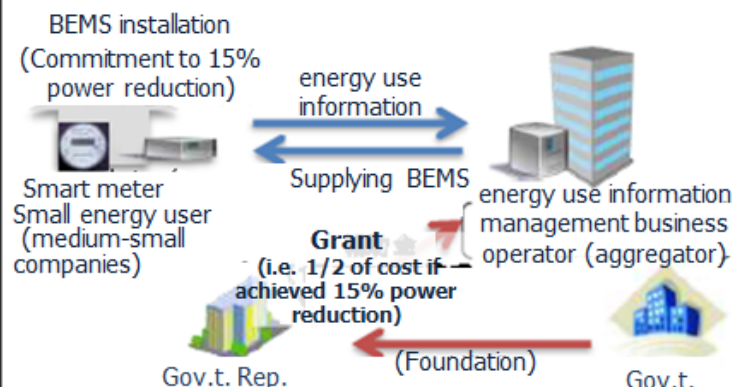 BEMS installation
(Commitment to 15%
power reduction)
energy use
information
Supplying BEMS
Smart meter
Small energy user
(medium-small
companies)
energy use information
management business
operator (aggregator)
Grant
(i.e. 1/2 of cost if
achieved 15% power
reduction)
(Foundation)
Gov.t. Rep.
Gov.t.